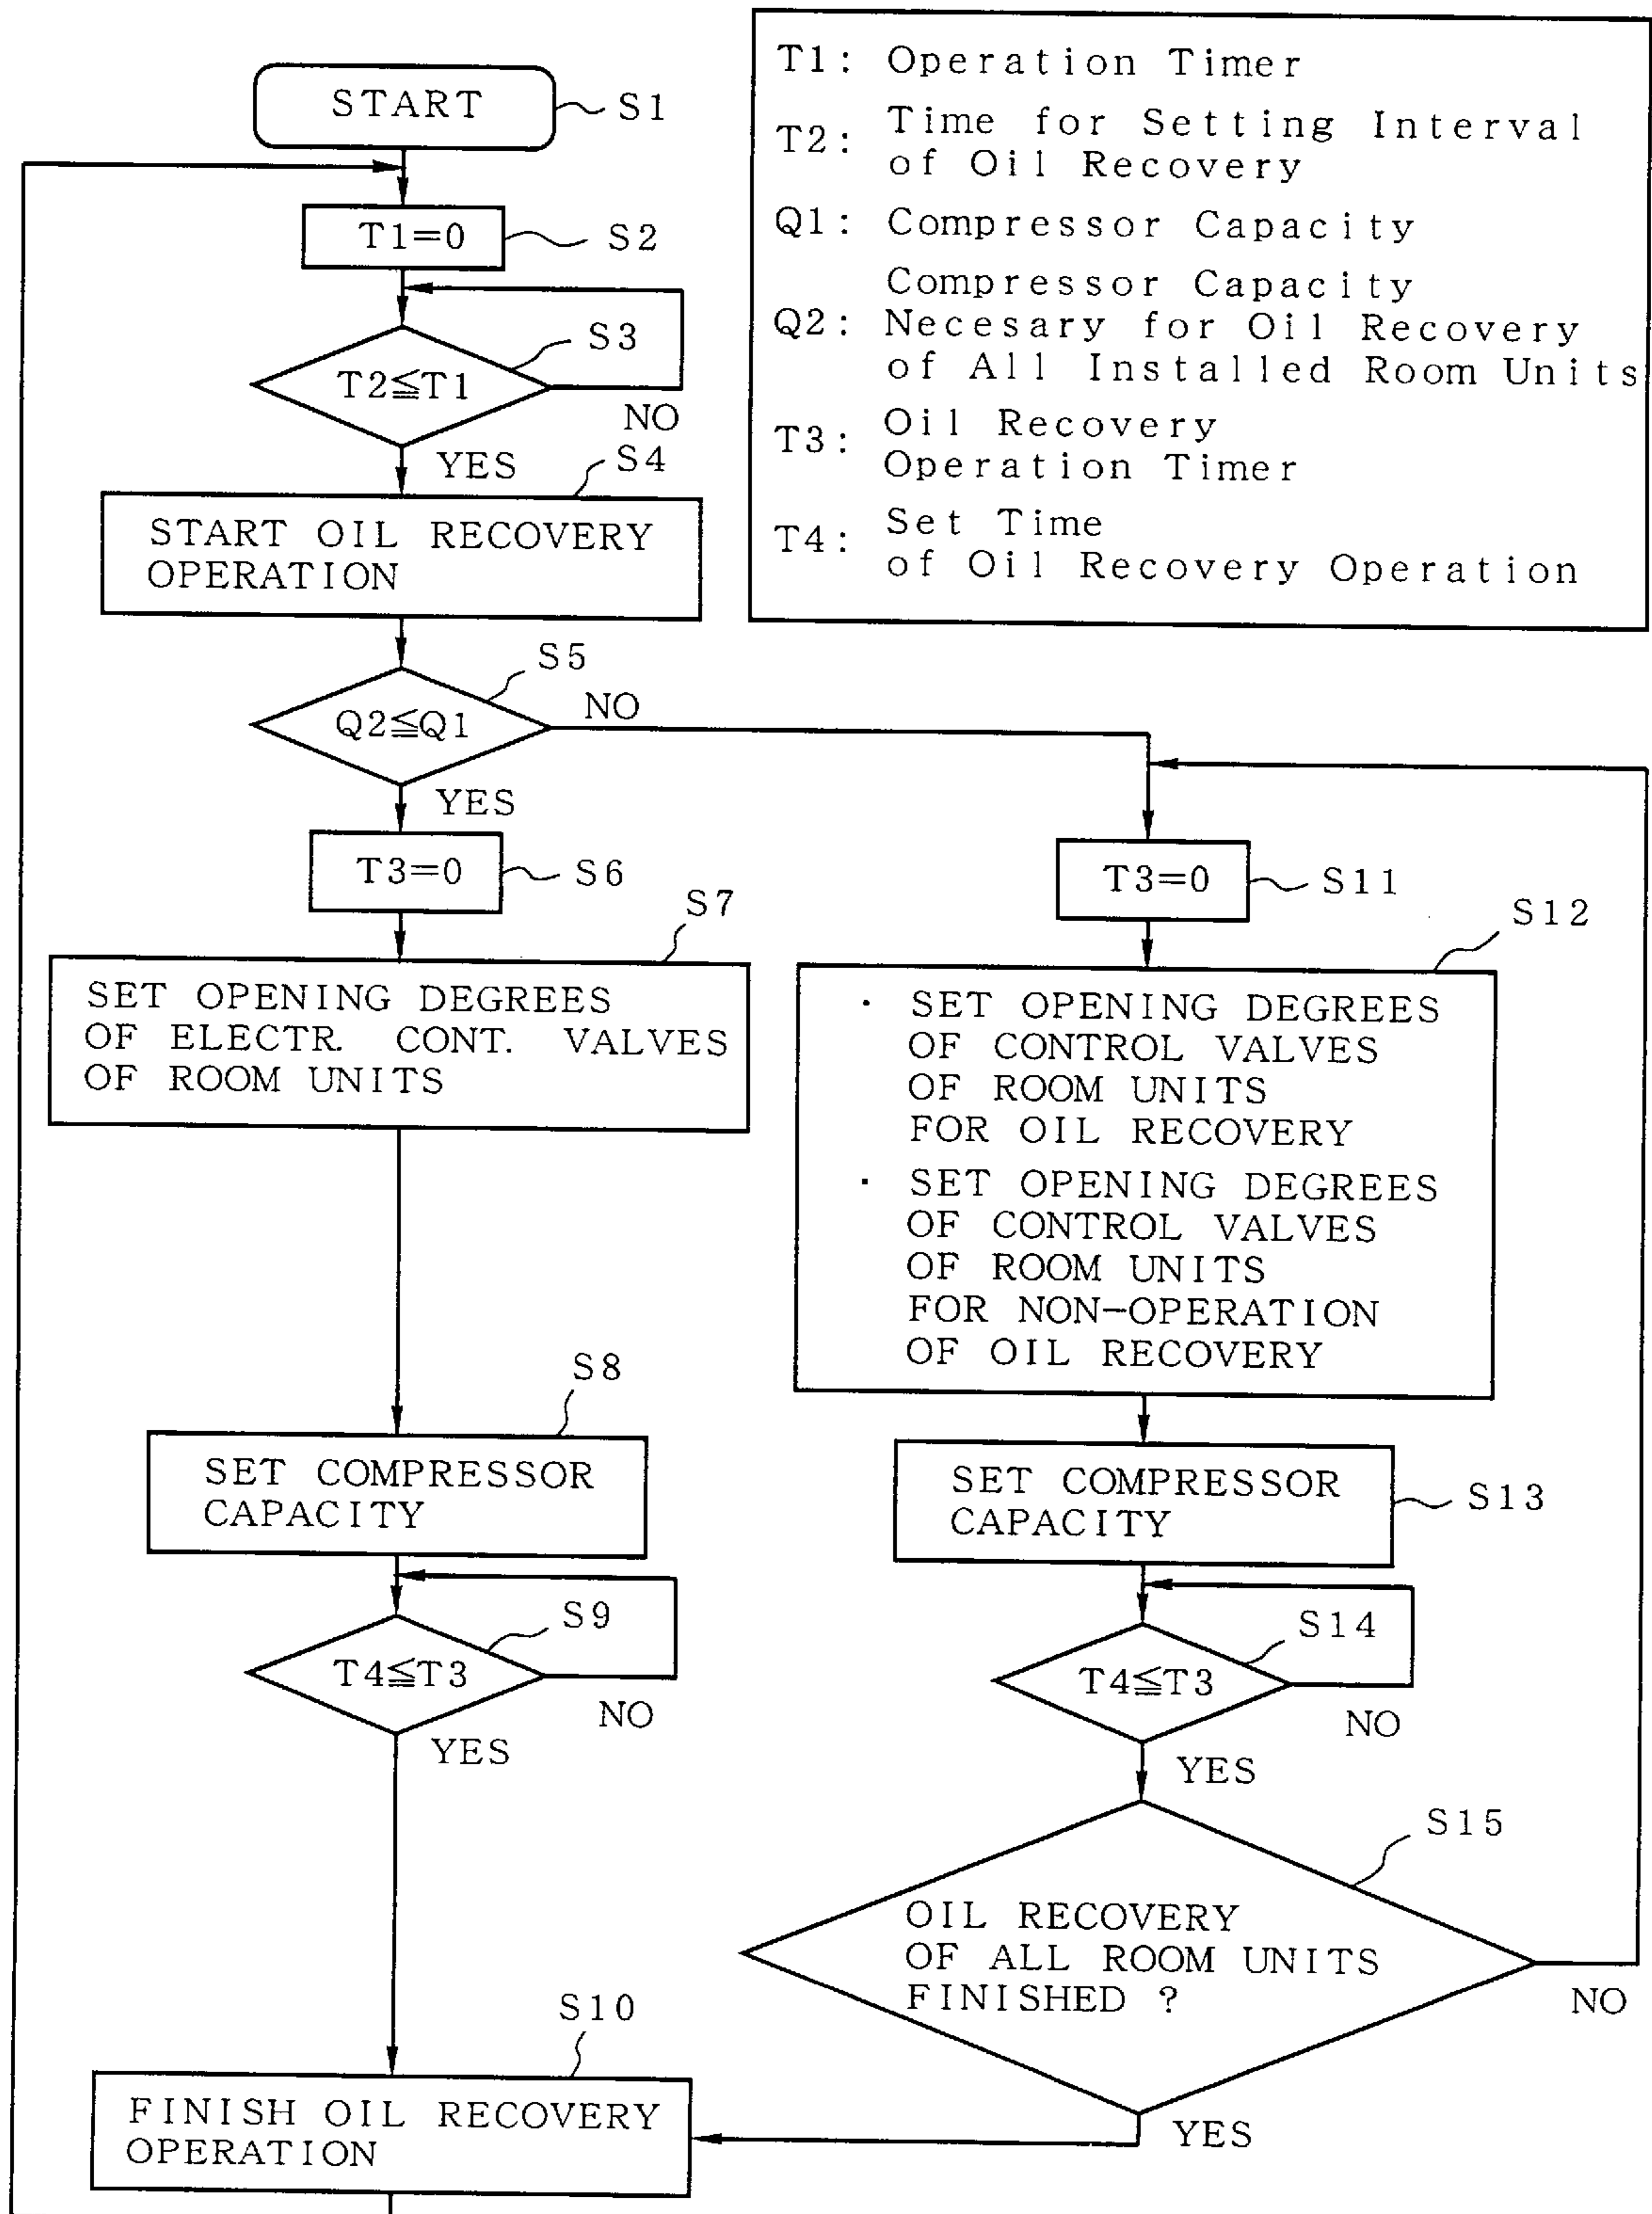 START
S1
T1=0
S2
T2≦T1
S3
NO
YES
S4
START OIL RECOVERY
OPERATION
Q2≦Q1
S5
NO
YES
T3=0
S6
S7
SET OPENING DEGREES
OF ELECTR. CONT. VALVES
OF ROOM UNITS
S8
SET COMPRESSOR
CAPACITY
S9
T4≦T3
NO
YES
S10
FINISH OIL RECOVERY
OPERATION
T1: Operation Timer
T2: Time for Setting Interval
of Oil Recovery
Q1: Compressor Capacity
Compressor Capacity
Q2: Necesary for Oil Recovery
of All Installed Room Units
T3: Oil Recovery
Operation Timer
T4: Set Time
of Oil Recovery Operation
T3=0
S11
S12
· SET OPENING DEGREES
OF CONTROL VALVES
OF ROOM UNITS
FOR OIL RECOVERY
· SET OPENING DEGREES
OF CONTROL VALVES
OF ROOM UNITS
FOR NON-OPERATION
OF OIL RECOVERY
SET COMPRESSOR
CAPACITY
S13
S14
T4≦T3
NO
YES
S15
OIL RECOVERY
OF ALL ROOM UNITS
FINISHED ?
NO
YES